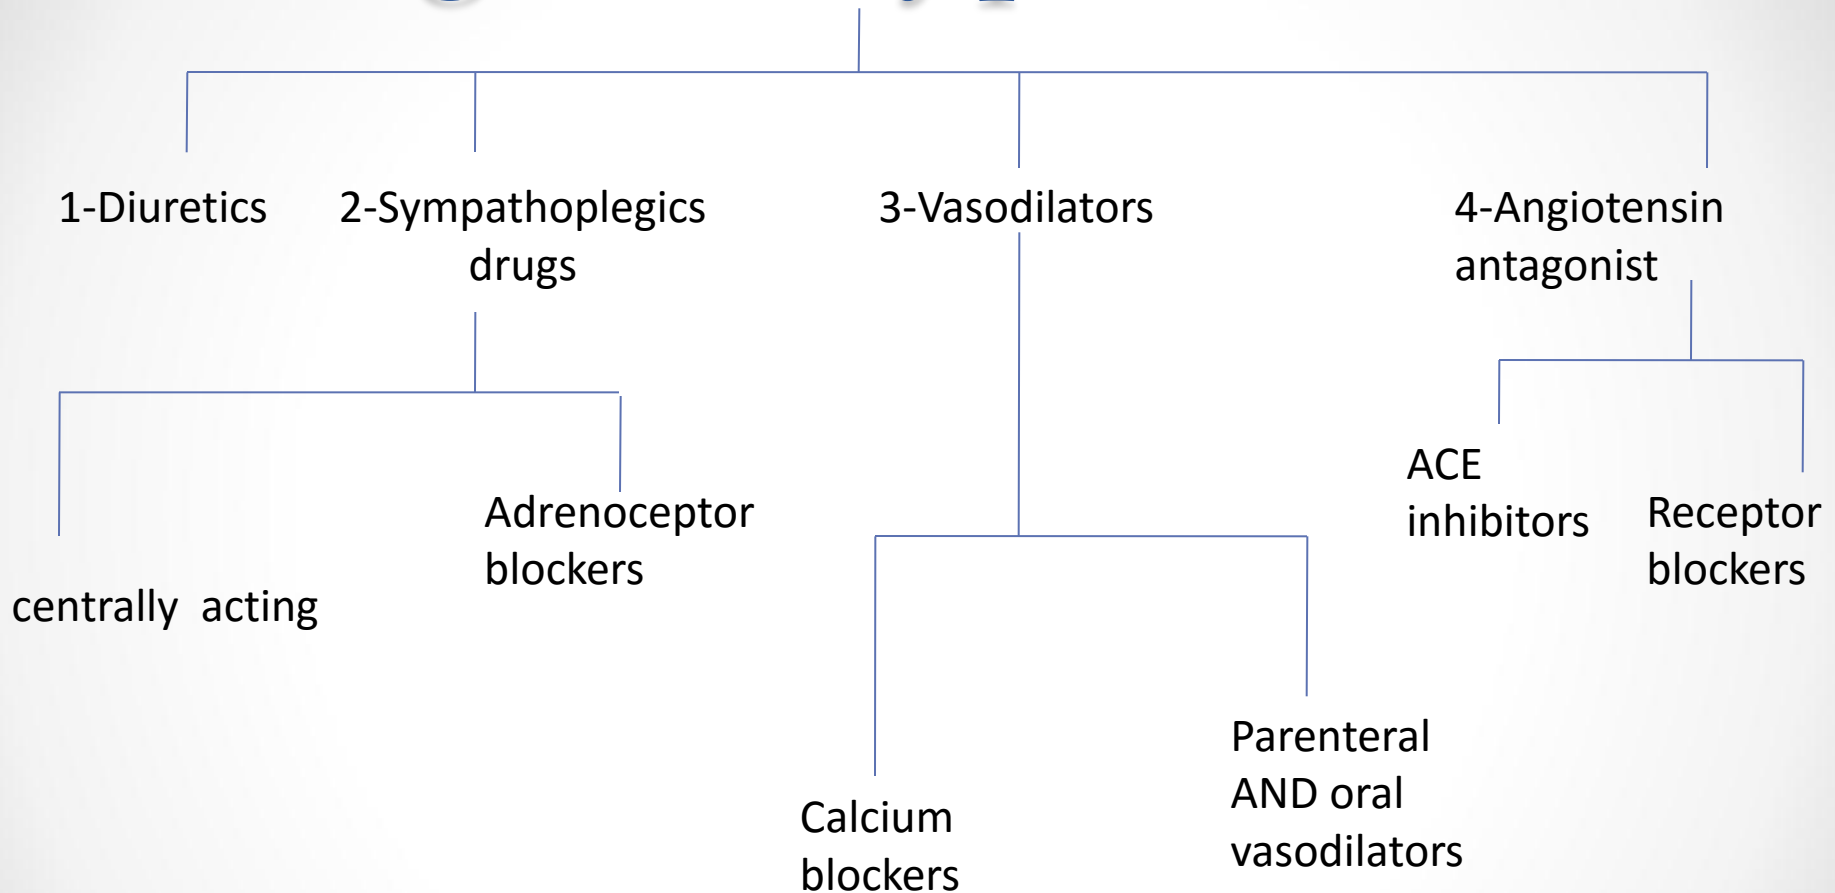 1-Diuretics
2-Sympathoplegics
drugs
3-Vasodilators
4-Angiotensin
antagonist
centrally acting
Adrenoceptor
blockers
Calcium
blockers
Parenteral
AND oral
vasodilators
ACE
inhibitors
Receptor
blockers